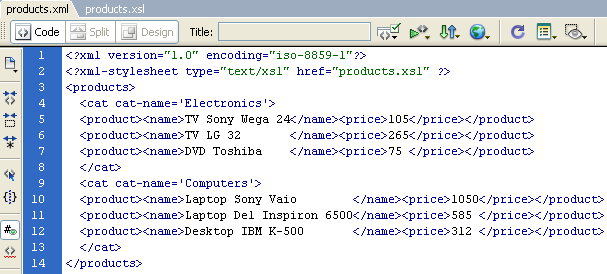 products.xml products.xsl
Code Split Design Title:
1 <?xml version="1.0" encoding="iso-8859-1"?>
2 <?xml-stylesheet type="text/xsl" href="products.xsl" ?>
3 <products>
4 <cat cat-name='Electronics'>
5 <product><name>TV Sony Wega 24</name><price>105</price></product>
6 <product><name>TV LG 32       </name><price>265</price></product>
7 <product><name>DVD Toshiba    </name><price>75 </price></product>
8 </cat>
9 <cat cat-name='Computers'>
10 <product><name>Laptop Sony Vaio         </name><price>1050</price></product>
11 <product><name>Laptop Del Inspiron 6500</name><price>585 </price></product>
12 <product><name>Desktop IBM K-500        </name><price>312 </price></product>
13 </cat>
14 </products>